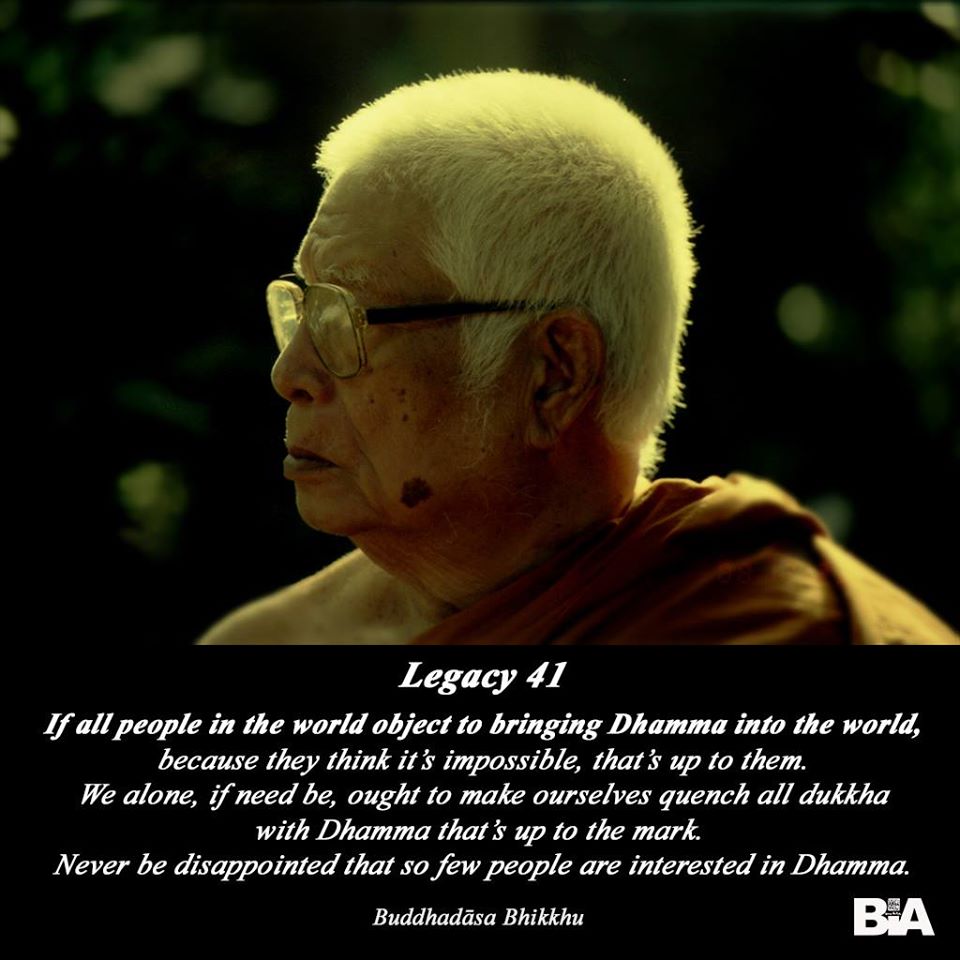 Legacy 41
If all people in the world object to bringing Dhamma into the world,
because they think it's impossible, that's up to them.
We alone, if need be, ought to make ourselves quench all dukkha
with Dhamma that's up to the mark.
Never be disappointed that so few people are interested in Dhamma.
Buddhadāsa Bhikkhu
BIA